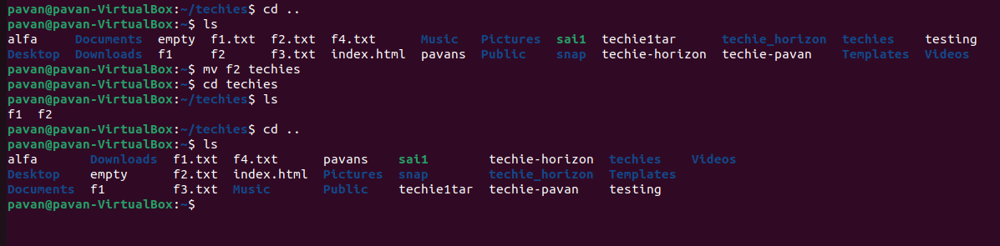 pavan@pavan-VirtualBox:~/techies$ cd ..
pavan@pavan-VirtualBox:~$ ls
alfa     Documents  empty  f1.txt  f2.txt  f4.txt      Music   Pictures  sai1  techie1tar      techie_horizon  techies    testing
Desktop  Downloads  f1     f2      f3.txt  index.html  pavans  Public    snap  techie-horizon  techie-pavan    Templates  Videos
pavan@pavan-VirtualBox:~$ mv f2 techies
pavan@pavan-VirtualBox:~$ cd techies
pavan@pavan-VirtualBox:~/techies$ ls
f1  f2
pavan@pavan-VirtualBox:~/techies$ cd ..
pavan@pavan-VirtualBox:~$ ls
alfa       Downloads  f1.txt  f4.txt      pavans    sai1        techie-horizon  techies    Videos
Desktop    empty      f2.txt  index.html  Pictures  snap        techie_horizon  Templates
Documents  f1         f3.txt  Music       Public    techie1tar  techie-pavan    testing
pavan@pavan-VirtualBox:~$